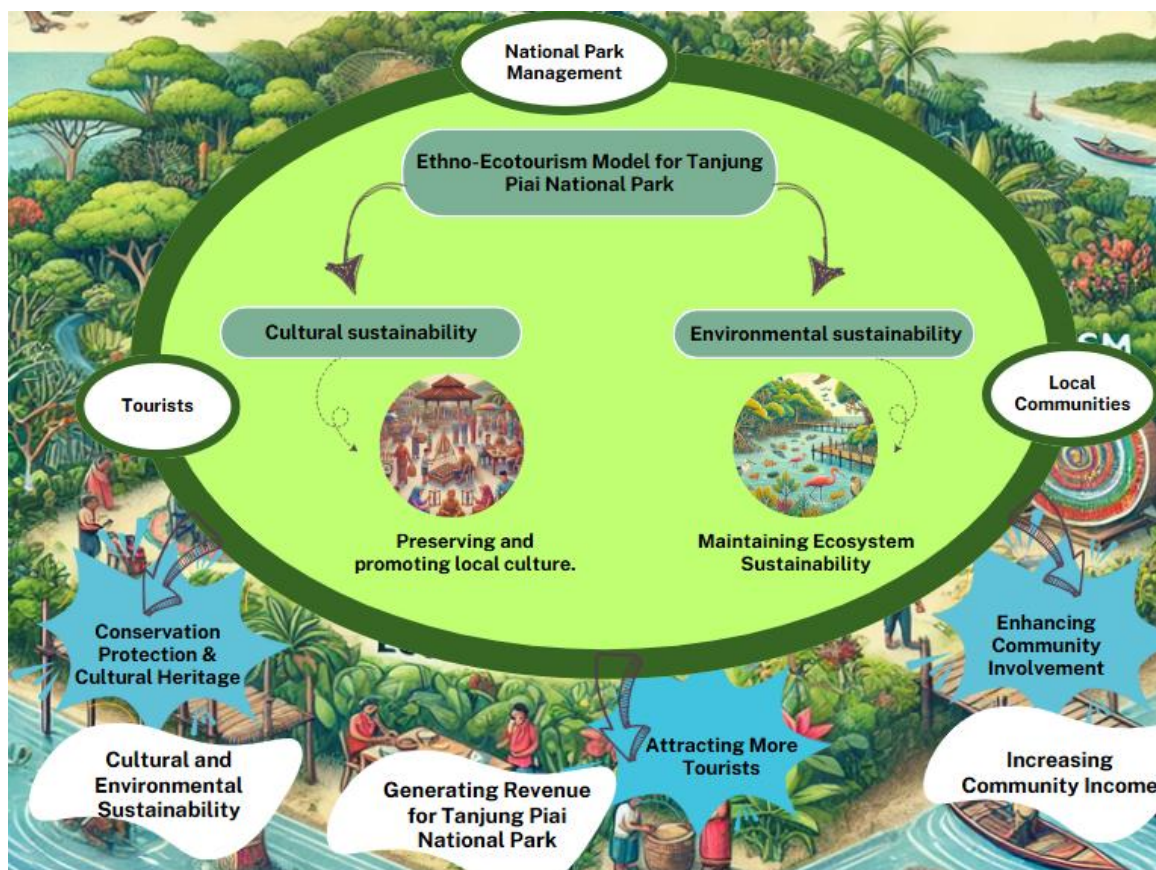 National Park
Management
Ethno-Ecotourism Model for Tanjung
Piai National Park
Cultural sustainability
Environmental sustainability
SM
Tourists
Local
Communities
Preserving and
promoting local culture.
Maintaining Ecosystem
Sustainability
Conservation
Protection &
Cultural Heritage
Enhancing
Community
Involvement
Attracting More
Tourists
Cultural and
Environmental
Sustainability
Generating Revenue
for Tanjung Piai
National Park
Increasing
Community Income